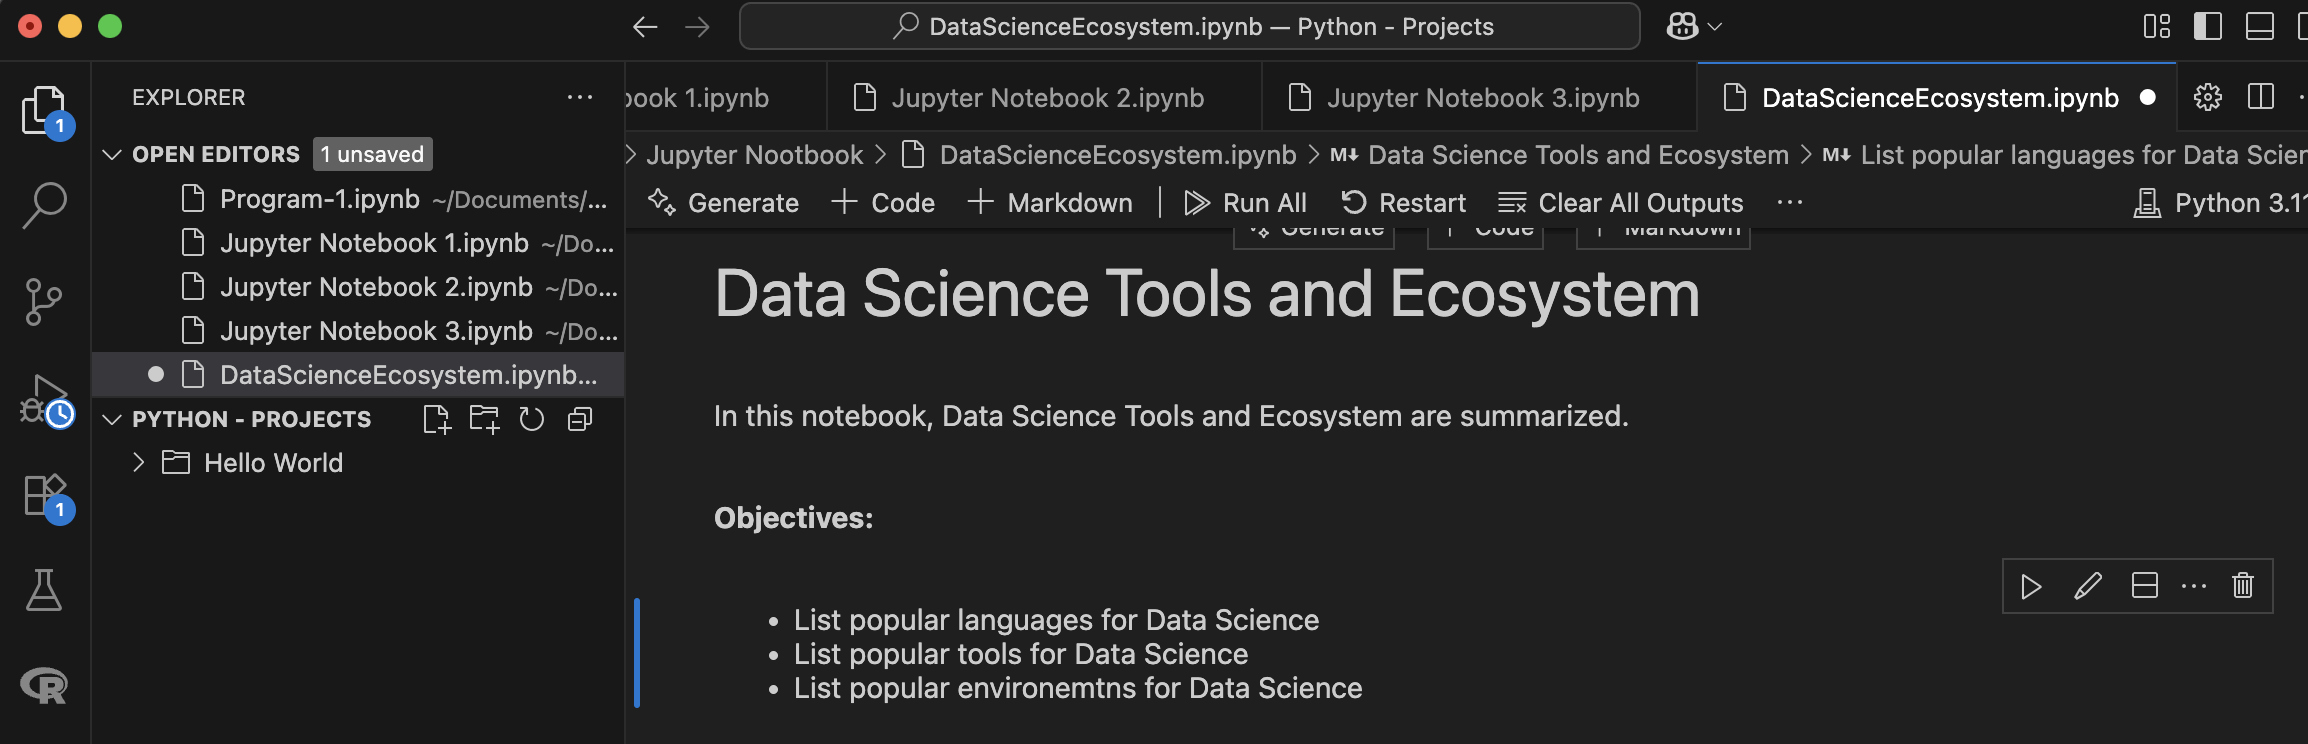 DataScienceEcosystem.ipynb — Python - Projects
EXPLORER
OPEN EDITORS 1 unsaved
Program-1.ipynb ~/Documents/...
Jupyter Notebook 1.ipynb ~/Do...
Jupyter Notebook 2.ipynb ~/Do...
Jupyter Notebook 3.ipynb ~/Do...
DataScienceEcosystem.ipynb...
PYTHON - PROJECTS
Hello World
1
1
R
book 1.ipynb
Jupyter Notebook 2.ipynb
Jupyter Notebook 3.ipynb
DataScienceEcosystem.ipynb
Jupyter Nootbook > DataScienceEcosystem.ipynb > M↓ Data Science Tools and Ecosystem > M↓ List popular languages for Data Scien
Generate + Code + Markdown | Run All Restart Clear All Outputs ... Python 3.11
Generate + Code + Markdown
Data Science Tools and Ecosystem
In this notebook, Data Science Tools and Ecosystem are summarized.
Objectives:
• List popular languages for Data Science
• List popular tools for Data Science
• List popular environemtns for Data Science